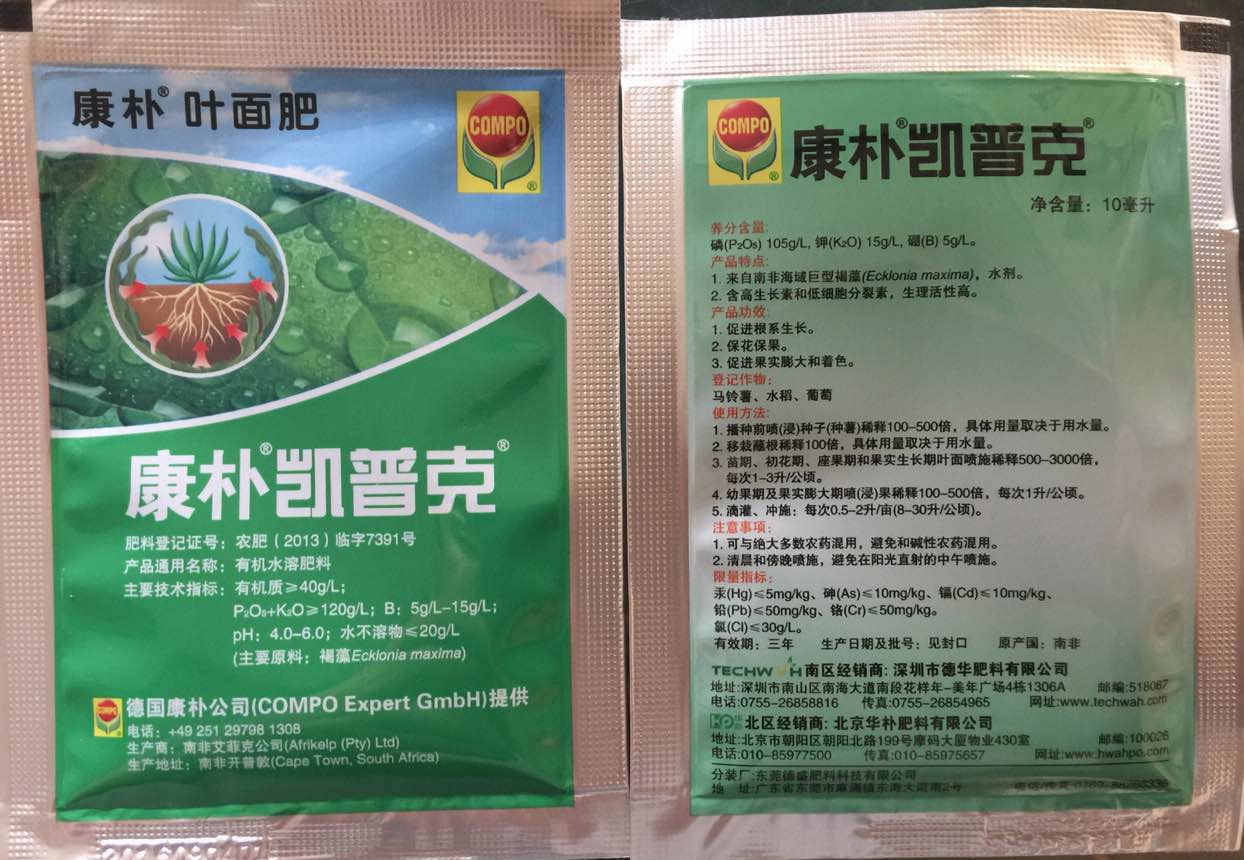 康朴® 叶面肥
COMPO
®
康朴®凯普克®
肥料登记证号：农肥（2013）临字7391号
产品通用名称：有机水溶肥料
主要技术指标：有机质≥40g/L；
P₂O₅+K₂O≥120g/L；B：5g/L-15g/L；
pH：4.0-6.0；水不溶物≤20g/L
(主要原料：褐藻Ecklonia maxima)
COMPO
德国康朴公司(COMPO Expert GmbH)提供
电话：+49 251 29798 1308
生产商：南非艾菲克公司(Afrikelp (Pty) Ltd)
生产地址：南非开普敦(Cape Town, South Africa)
COMPO
®
康朴®凯普克®
净含量：10毫升
养分含量:
磷(P₂O₅) 105g/L, 钾(K₂O) 15g/L, 硼(B) 5g/L。
产品特点:
1. 来自南非海域巨型褐藻(Ecklonia maxima)，水剂。
2. 含高生长素和低细胞分裂素，生理活性高。
产品功效:
1. 促进根系生长。
2. 保花保果。
3. 促进果实膨大和着色。
登记作物：
马铃薯、水稻、葡萄
使用方法:
1. 播种前喷(浸)种子(种薯)稀释100-500倍，具体用量取决于用水量。
2. 移栽蘸根稀释100倍，具体用量取决于用水量。
3. 苗期、初花期、座果期和果实生长期叶面喷施稀释500-3000倍，
每次1-3升/公顷。
4. 幼果期及果实膨大期喷(浸)果稀释100-500倍，每次1升/公顷。
5. 滴灌、冲施：每次0.5-2升/亩(8-30升/公顷)。
注意事项：
1. 可与绝大多数农药混用，避免和碱性农药混用。
2. 清晨和傍晚喷施，避免在阳光直射的中午喷施。
限量指标：
汞(Hg)≤5mg/kg、砷(As)≤10mg/kg、镉(Cd)≤10mg/kg、
铅(Pb)≤50mg/kg、铬(Cr)≤50mg/kg。
氯(Cl)≤30g/L。
有效期：三年 生产日期及批号：见封口 原产国：南非
TECHWAH 南区经销商: 深圳市德华肥料有限公司
地址:深圳市南山区南海大道南段花样年-美年广场4栋1306A 邮编:518067
电话:0755-26858816 传真:0755-26854965 网址:www.techwah.com
北区经销商: 北京华朴肥料有限公司
地址:北京市朝阳区朝阳北路199号摩码大厦物业430室 邮编:100026
电话:010-85977500 传真:010-85975657 网址:www.hwahpo.com
分装厂:东莞德盛肥料科技有限公司
地 址:广东省东莞市麻涌镇东海大道南2号